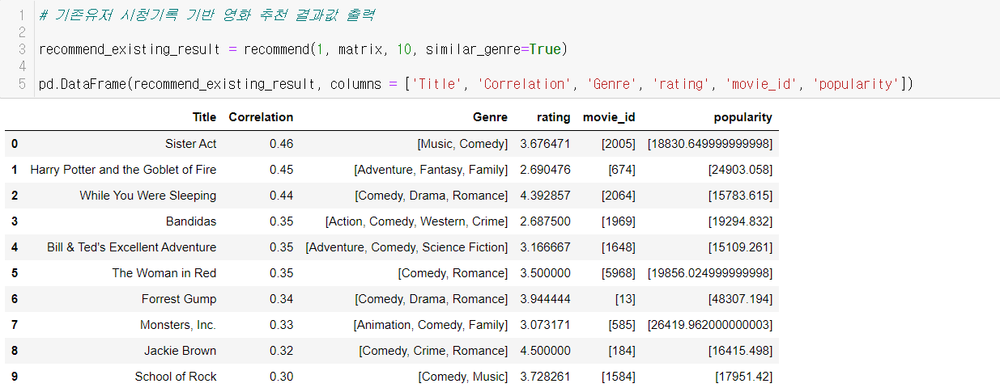 1 # 기존유저 시청기록 기반 영화 추천 결과값 출력
2
3 recommend_existing_result = recommend(1, matrix, 10, similar_genre=True)
4
5 pd.DataFrame(recommend_existing_result, columns = ['Title', 'Correlation', 'Genre', 'rating', 'movie_id', 'popularity'])
Title Correlation Genre rating movie_id popularity
0 Sister Act 0.46 [Music, Comedy] 3.676471 [2005] [18830.649999999998]
1 Harry Potter and the Goblet of Fire 0.45 [Adventure, Fantasy, Family] 2.690476 [674] [24903.058]
2 While You Were Sleeping 0.44 [Comedy, Drama, Romance] 4.392857 [2064] [15783.615]
3 Bandidas 0.35 [Action, Comedy, Western, Crime] 2.687500 [1969] [19294.832]
4 Bill & Ted's Excellent Adventure 0.35 [Adventure, Comedy, Science Fiction] 3.166667 [1648] [15109.261]
5 The Woman in Red 0.35 [Comedy, Romance] 3.500000 [5968] [19856.024999999998]
6 Forrest Gump 0.34 [Comedy, Drama, Romance] 3.944444 [13] [48307.194]
7 Monsters, Inc. 0.33 [Animation, Comedy, Family] 3.073171 [585] [26419.962000000003]
8 Jackie Brown 0.32 [Comedy, Crime, Romance] 4.500000 [184] [16415.498]
9 School of Rock 0.30 [Comedy, Music] 3.728261 [1584] [17951.42]